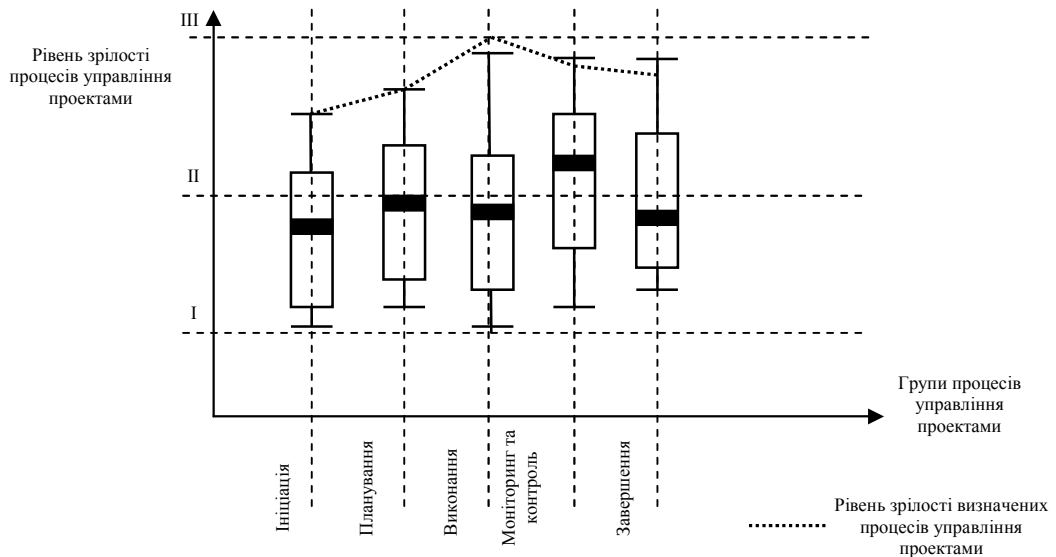 III
Рівень зрілості
процесів управління
проектами
II
I
Групи процесів
управління
проектами
Ініціація
Планування
Виконання
Моніторинг та
контроль
Завершення
Рівень зрілості визначених
процесів управління
проектами